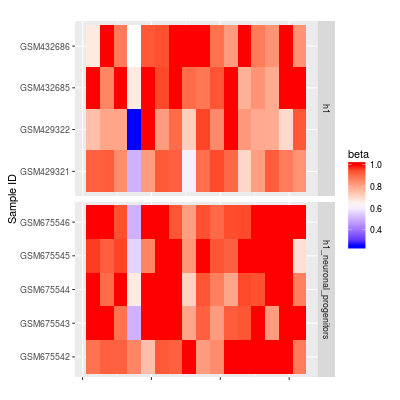 GSM432686
GSM432685
GSM429322
GSM429321
h1
GSM675546
GSM675545
GSM675544
GSM675543
GSM675542
h1_neuronal_progenitors
Sample ID
beta
1.0
0.8
0.6
0.4